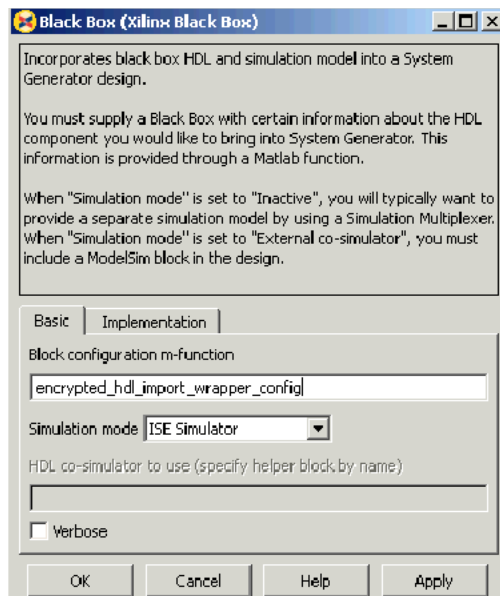 Black Box (Xilinx Black Box)
Incorporates black box HDL and simulation model into a System
Generator design.
You must supply a Black Box with certain information about the HDL
component you would like to bring into System Generator. This
information is provided through a Matlab function.
When "Simulation mode" is set to "Inactive", you will typically want to
provide a separate simulation model by using a Simulation Multiplexer.
When "Simulation mode" is set to "External co-simulator", you must
include a ModelSim block in the design.
Basic Implementation
Block configuration m-function
encrypted_hdl_import_wrapper_config
Simulation mode ISE Simulator
HDL co-simulator to use (specify helper block by name)
Verbose
OK Cancel Help Apply